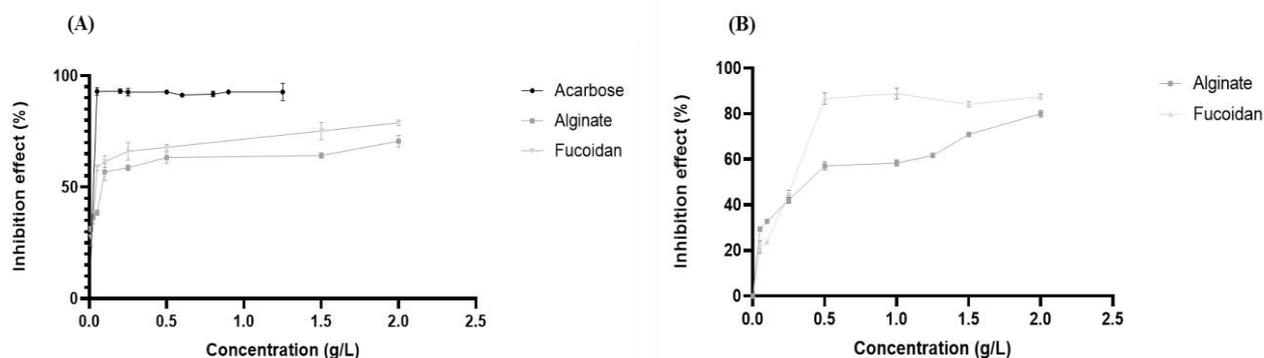 (A)
Inhibition effect (%)
100
50
0
0.0 0.5 1.0 1.5 2.0 2.5
Concentration (g/L)
Acarbose
Alginate
Fucoidan
(B)
Inhibition effect (%)
100
80
60
40
20
0
0.0 0.5 1.0 1.5 2.0 2.5
Concentration (g/L)
Alginate
Fucoidan